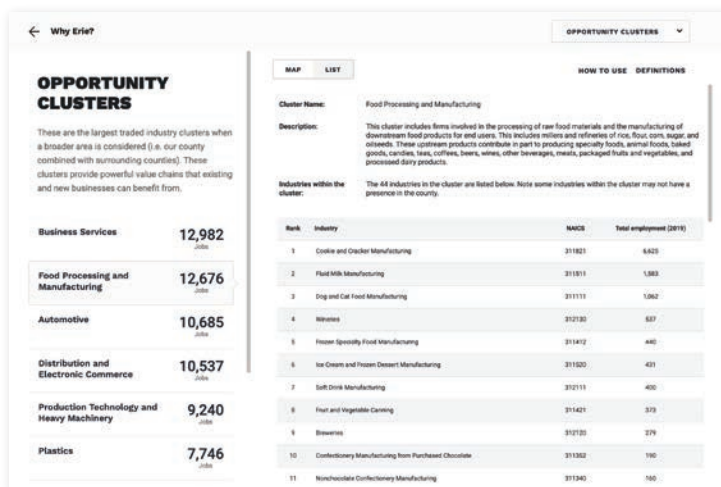 ← Why Erie?
OPPORTUNITY CLUSTERS
OPPORTUNITY
CLUSTERS
These are the largest traded industry clusters when
a broader area is considered (i.e. our county
combined with surrounding counties). These
clusters provide powerful value chains that existing
and new businesses can benefit from.
Business Services 12,982
Jobs
Food Processing and
Manufacturing 12,676
Jobs
Automotive 10,685
Jobs
Distribution and
Electronic Commerce 10,537
Jobs
Production Technology and
Heavy Machinery 9,240
Jobs
Plastics 7,746
Jobs
MAP LIST
HOW TO USE DEFINITIONS
Cluster Name: Food Processing and Manufacturing
Description: This cluster includes firms involved in the processing of raw food materials and the manufacturing of
downstream food products for end users. This includes millers and refineries of rice, flour, corn, sugar, and
oilseeds. These upstream products contribute in part to producing specialty foods, animal foods, baked
goods, candies, teas, coffees, beers, wines, other beverages, meats, packaged fruits and vegetables, and
processed dairy products.
Industries within the
cluster: The 44 industries in the cluster are listed below. Note some industries within the cluster may not have a
presence in the county.
Rank Industry NAICS Total employment (2019)
1 Cookie and Cracker Manufacturing 311821 6,625
2 Fluid Milk Manufacturing 311511 1,583
3 Dog and Cat Food Manufacturing 311111 1,062
4 Wineries 312130 537
5 Frozen Specialty Food Manufacturing 311412 440
6 Ice Cream and Frozen Dessert Manufacturing 311520 431
7 Soft Drink Manufacturing 312111 400
8 Fruit and Vegetable Canning 311421 373
9 Breweries 312120 279
10 Confectionery Manufacturing from Purchased Chocolate 311352 190
11 Nonchocolate Confectionery Manufacturing 311340 160